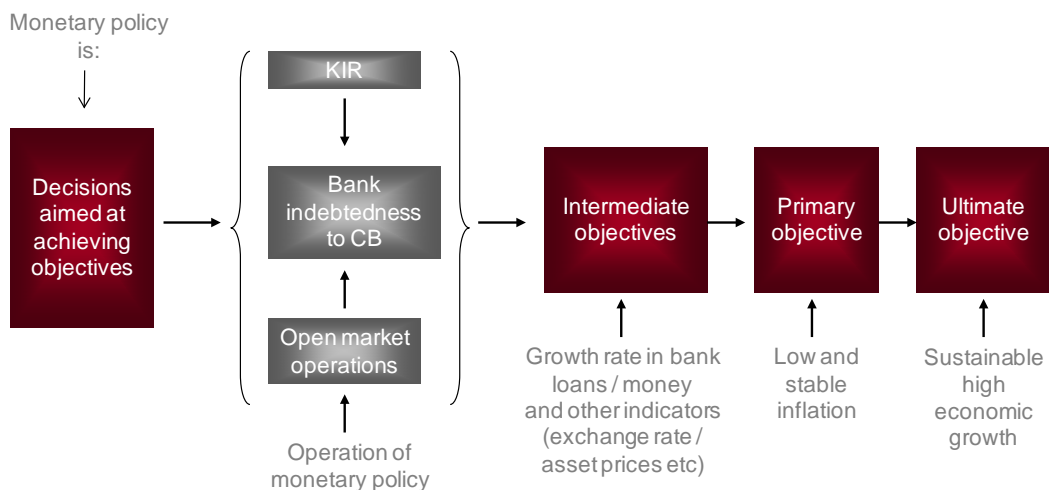 Monetary policy
is:
Decisions
aimed at
achieving
objectives
KIR
Bank
indebtedness
to CB
Open market
operations
Operation of
monetary policy
Intermediate
objectives
Growth rate in bank
loans / money
and other indicators
(exchange rate /
asset prices etc)
Primary
objective
Low and
stable
inflation
Ultimate
objective
Sustainable
high
economic
growth